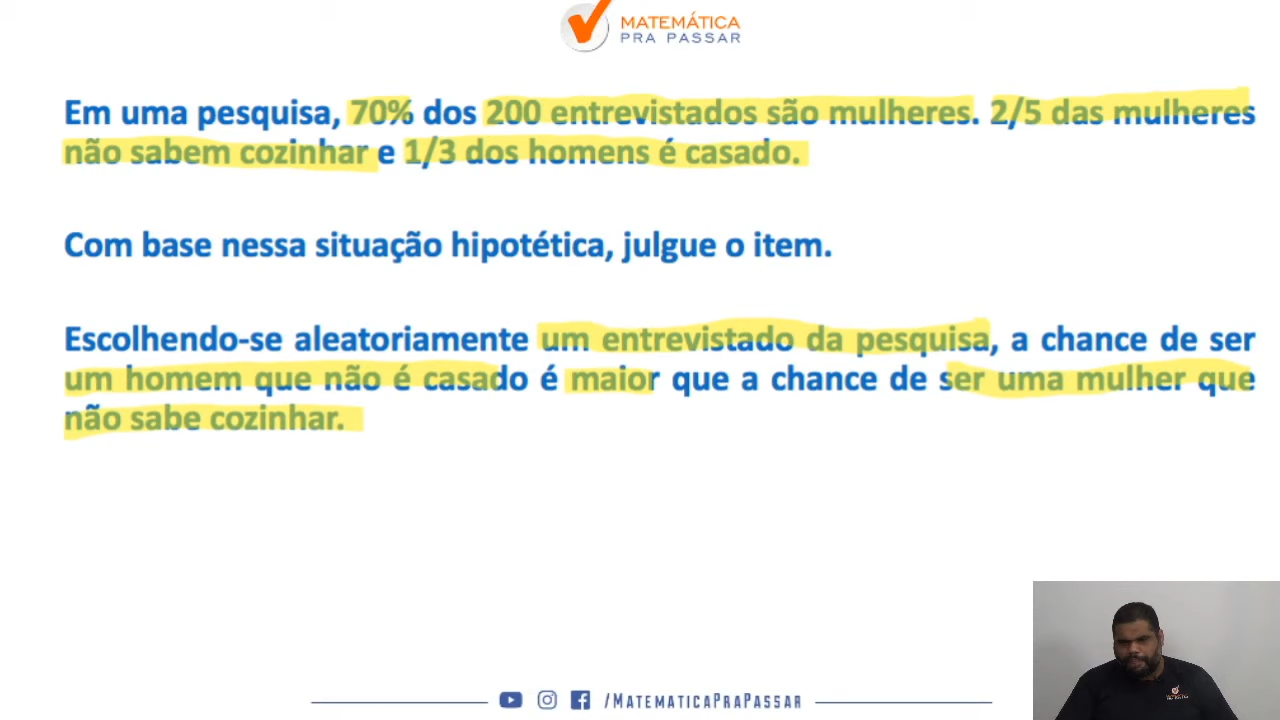 MATEMÁTICA
PRA PASSAR
Em uma pesquisa, 70% dos 200 entrevistados são mulheres. 2/5 das mulheres
não sabem cozinhar e 1/3 dos homens é casado.
Com base nessa situação hipotética, julgue o item.
Escolhendo-se aleatoriamente um entrevistado da pesquisa, a chance de ser
um homem que não é casado é maior que a chance de ser uma mulher que
não sabe cozinhar.
/MATEMATICAPRAPASSAR